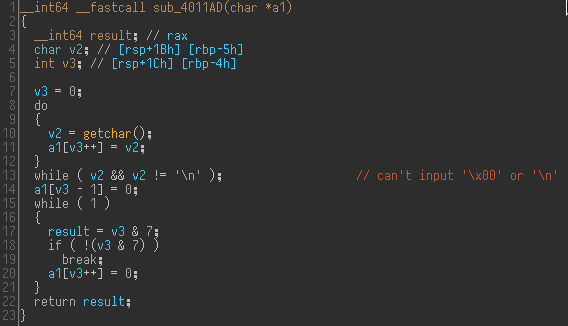 1 __int64 __fastcall sub_4011AD(char *a1)
2 {
3 __int64 result; // rax
4 char v2; // [rsp+1Bh] [rbp-5h]
5 int v3; // [rsp+1Ch] [rbp-4h]
6
7 v3 = 0;
8 do
9 {
10 v2 = getchar();
11 a1[v3++] = v2;
12 }
13 while ( v2 && v2 != '\n' ); // can't input '\x00' or '\n'
14 a1[v3 - 1] = 0;
15 while ( 1 )
16 {
17 result = v3 & 7;
18 if ( !(v3 & 7) )
19 break;
20 a1[v3++] = 0;
21 }
22 return result;
23 }